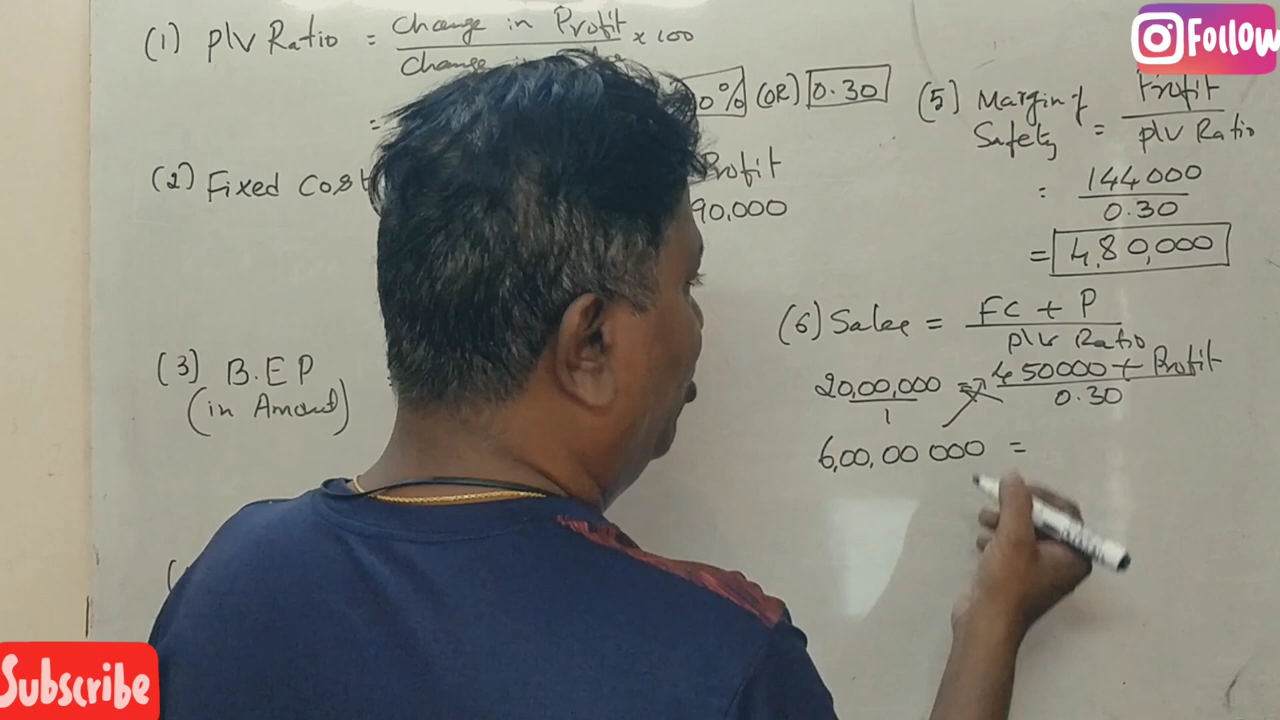 (1) P/V Ratio = Change in Profit × 100
Change
= 0% (OR) 0.30
(2) Fixed Cost Profit
90,000
(3) B.E.P
(in Amount)
(
(5) Margin of Safety = Profit
P/V Ratio
= 144000
0.30
= 4,80,000
(6) Sales = FC + P
P/V Ratio
20,00,000 = 450000 + Profit
1 0.30
6,00,00 000 =
Follow
Subscribe